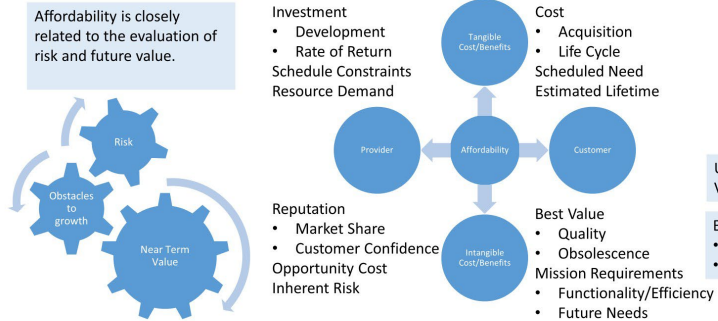 Affordability is closely
related to the evaluation of
risk and future value.
Risk
Obstacles
to
growth
Near Term
Value
Investment
• Development
• Rate of Return
Schedule Constraints
Resource Demand
Tangible
Cost/Benefits
Cost
• Acquisition
• Life Cycle
Scheduled Need
Estimated Lifetime
Provider
Affordability
Customer
Reputation
• Market Share
• Customer Confidence
Opportunity Cost
Inherent Risk
Intangible
Cost/Benefits
Best Value
• Quality
• Obsolescence
Mission Requirements
• Functionality/Efficiency
• Future Needs